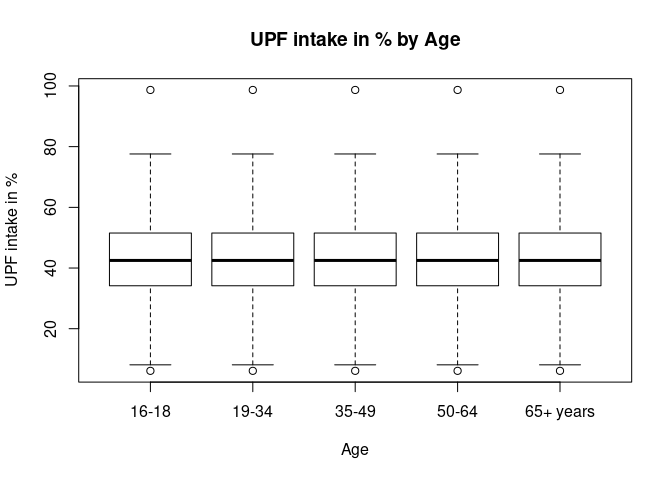 UPF intake in % by Age
UPF intake in %
100
80
60
40
20
16-18 19-34 35-49 50-64 65+ years
Age